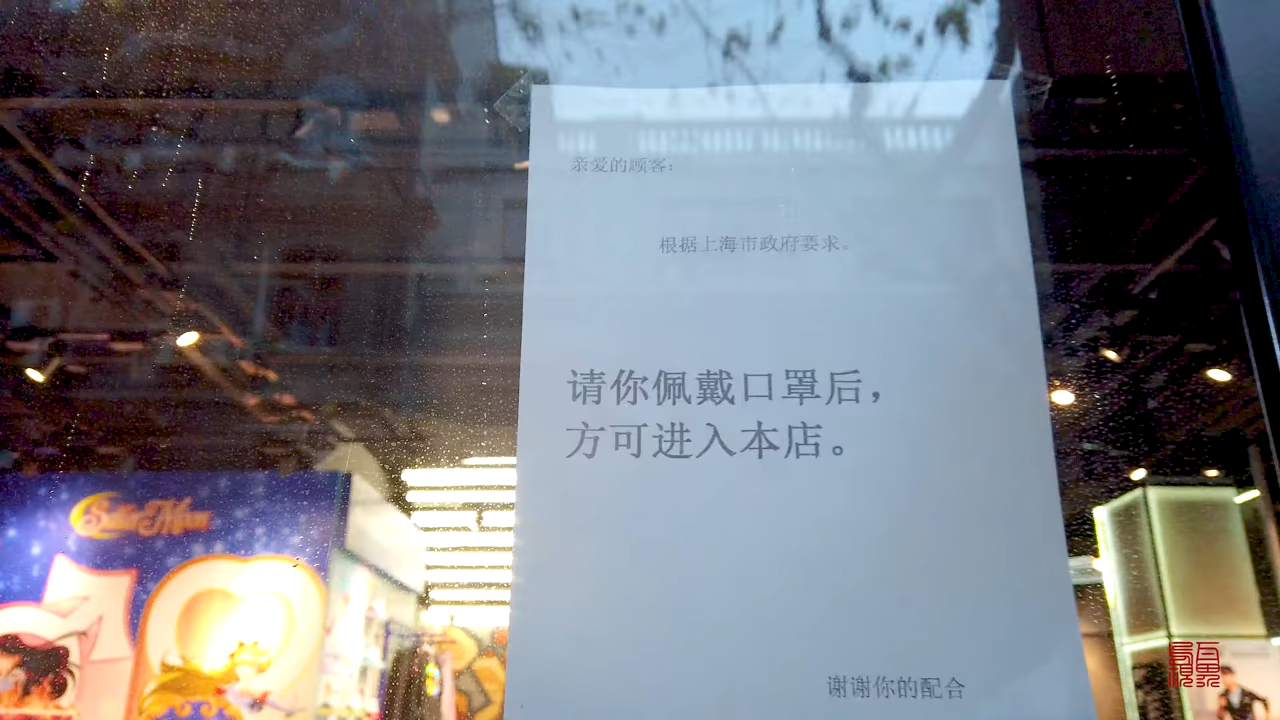 亲爱的顾客：
根据上海市政府要求。
请你佩戴口罩后，
方可进入本店。
谢谢你的配合
Sailor Moon